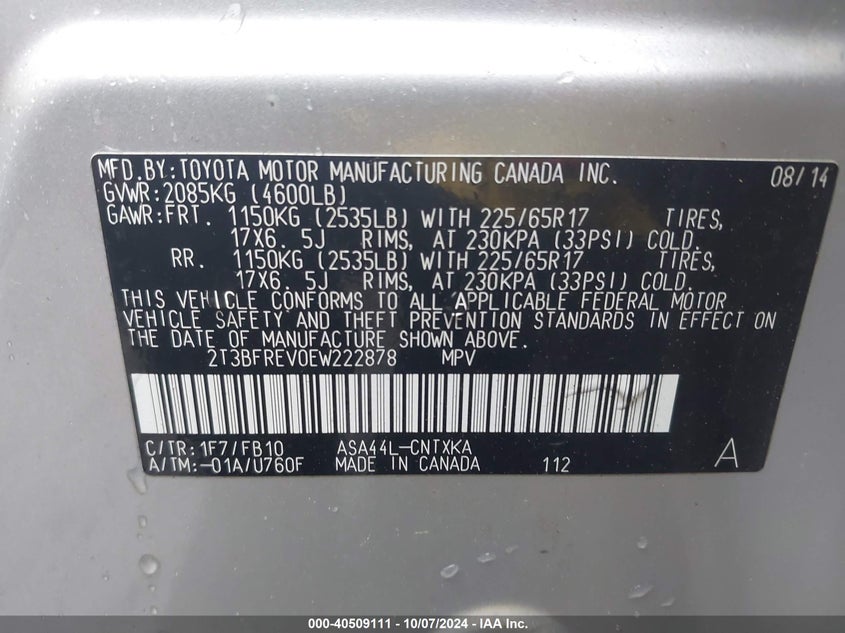 MFD.BY:TOYOTA MOTOR MANUFACTURING CANADA INC. 08/14
GVWR:2085KG (4600LB)
GAWR:FRT. 1150KG (2535LB) WITH 225/65R17 TIRES,
17X6. 5J RIMS, AT 230KPA (33PSI) COLD.
RR. 1150KG (2535LB) WITH 225/65R17 TIRES,
17X6. 5J RIMS, AT 230KPA (33PSI) COLD.
THIS VEHICLE CONFORMS TO ALL APPLICABLE FEDERAL MOTOR
VEHICLE SAFETY AND THEFT PREVENTION STANDARDS IN EFFECT ON
THE DATE OF MANUFACTURE SHOWN ABOVE.
2T3BFREV0EW222878 MPV
C/TR:1F7/FB10 ASA44L-CNTXKA A
A/TM:-01A/U760F MADE IN CANADA 112
000-40509111 - 10/07/2024 - IAA Inc.